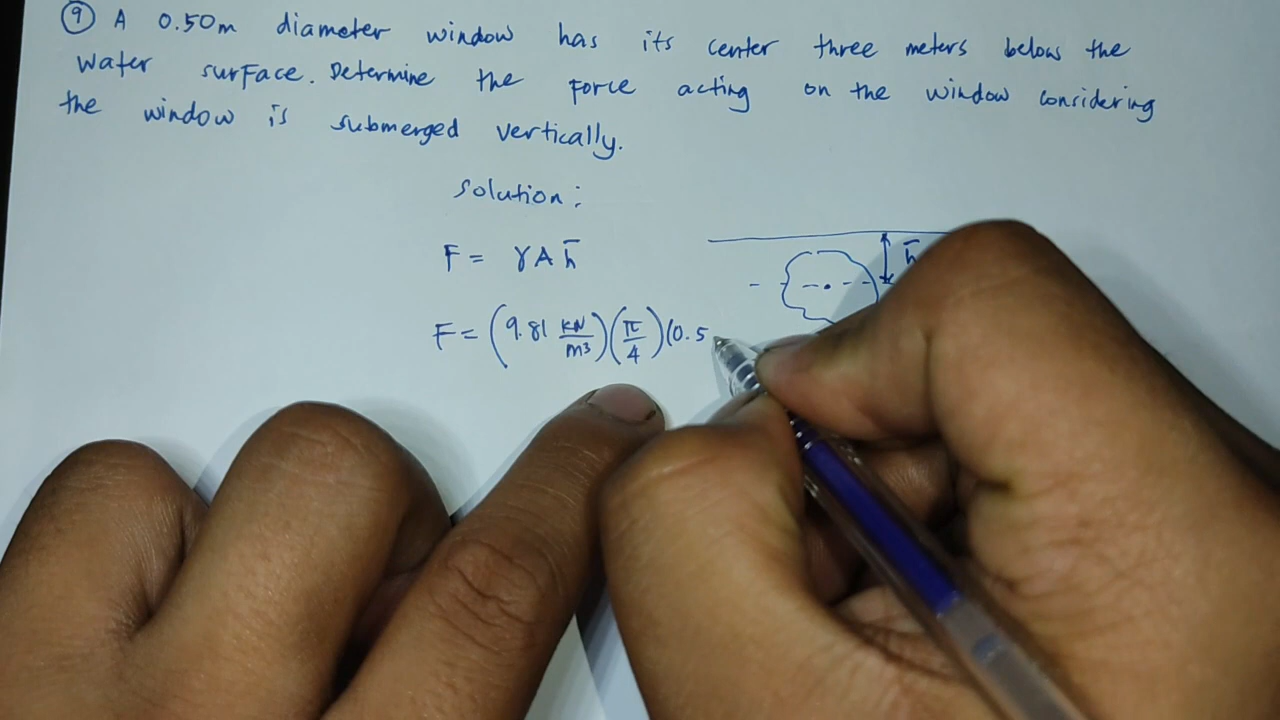 9 A 0.50m diameter window has its center three meters below the
water surface. Determine the force acting on the window considering
the window is submerged vertically.
Solution:
F = γAh̄
h̄
F = (9.81 kN/m³)(π/4)(0.5